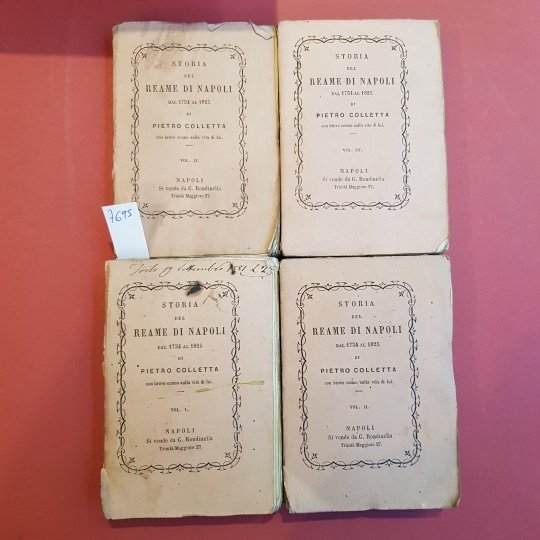 STORIA
DEL
REAME DI NAPOLI
DAL 1734 AL 1825
DI
PIETRO COLLETTA
con breve cenno sulla vita di lui.
VOL. II.
NAPOLI
Si vende da G. Rondinella
Trinità Maggiore 27.
STORIA
DEL
REAME DI NAPOLI
DAL 1734 AL 1825
DI
PIETRO COLLETTA
con breve cenno sulla vita di lui.
VOL. III.
NAPOLI
Si vende da G. Rondinella
Trinità Maggiore 27.
7695
19
STORIA
DEL
REAME DI NAPOLI
DAL 1734 AL 1825
DI
PIETRO COLLETTA
con breve cenno sulla vita di lui.
VOL. I.
NAPOLI
Si vende da G. Rondinella
Trinità Maggiore 27.
STORIA
DEL
REAME DI NAPOLI
DAL 1734 AL 1825
DI
PIETRO COLLETTA
con breve cenno sulla vita di lui.
VOL. II.
NAPOLI
Si vende da G. Rondinella
Trinità Maggiore 27.